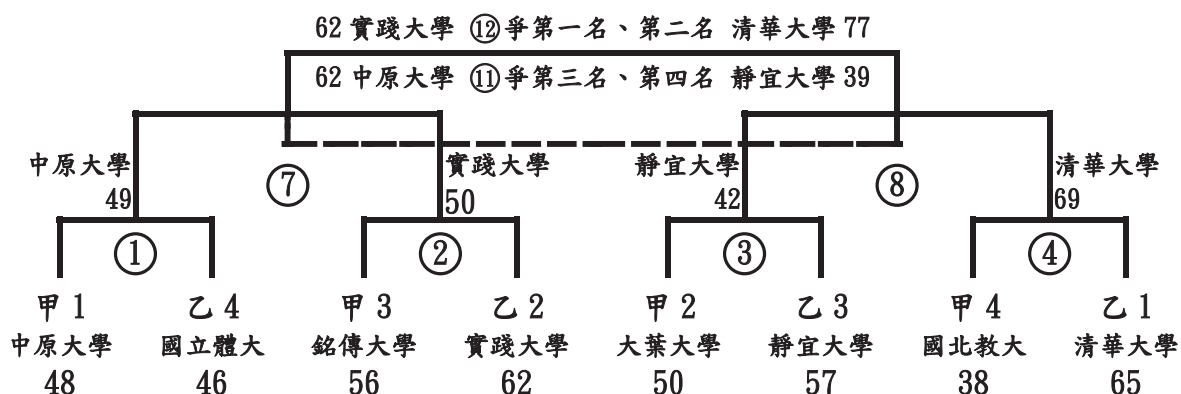 62 實踐大學 ⑫爭第一名、第二名 清華大學 77
62 中原大學 ⑪爭第三名、第四名 靜宜大學 39
中原大學 實踐大學 靜宜大學 清華大學
⑦ ⑧
49 50 42 69
① ② ③ ④
甲 1 乙 4 甲 3 乙 2 甲 2 乙 3 甲 4 乙 1
中原大學 國立體大 銘傳大學 實踐大學 大葉大學 靜宜大學 國北教大 清華大學
48 46 56 62 50 57 38 65